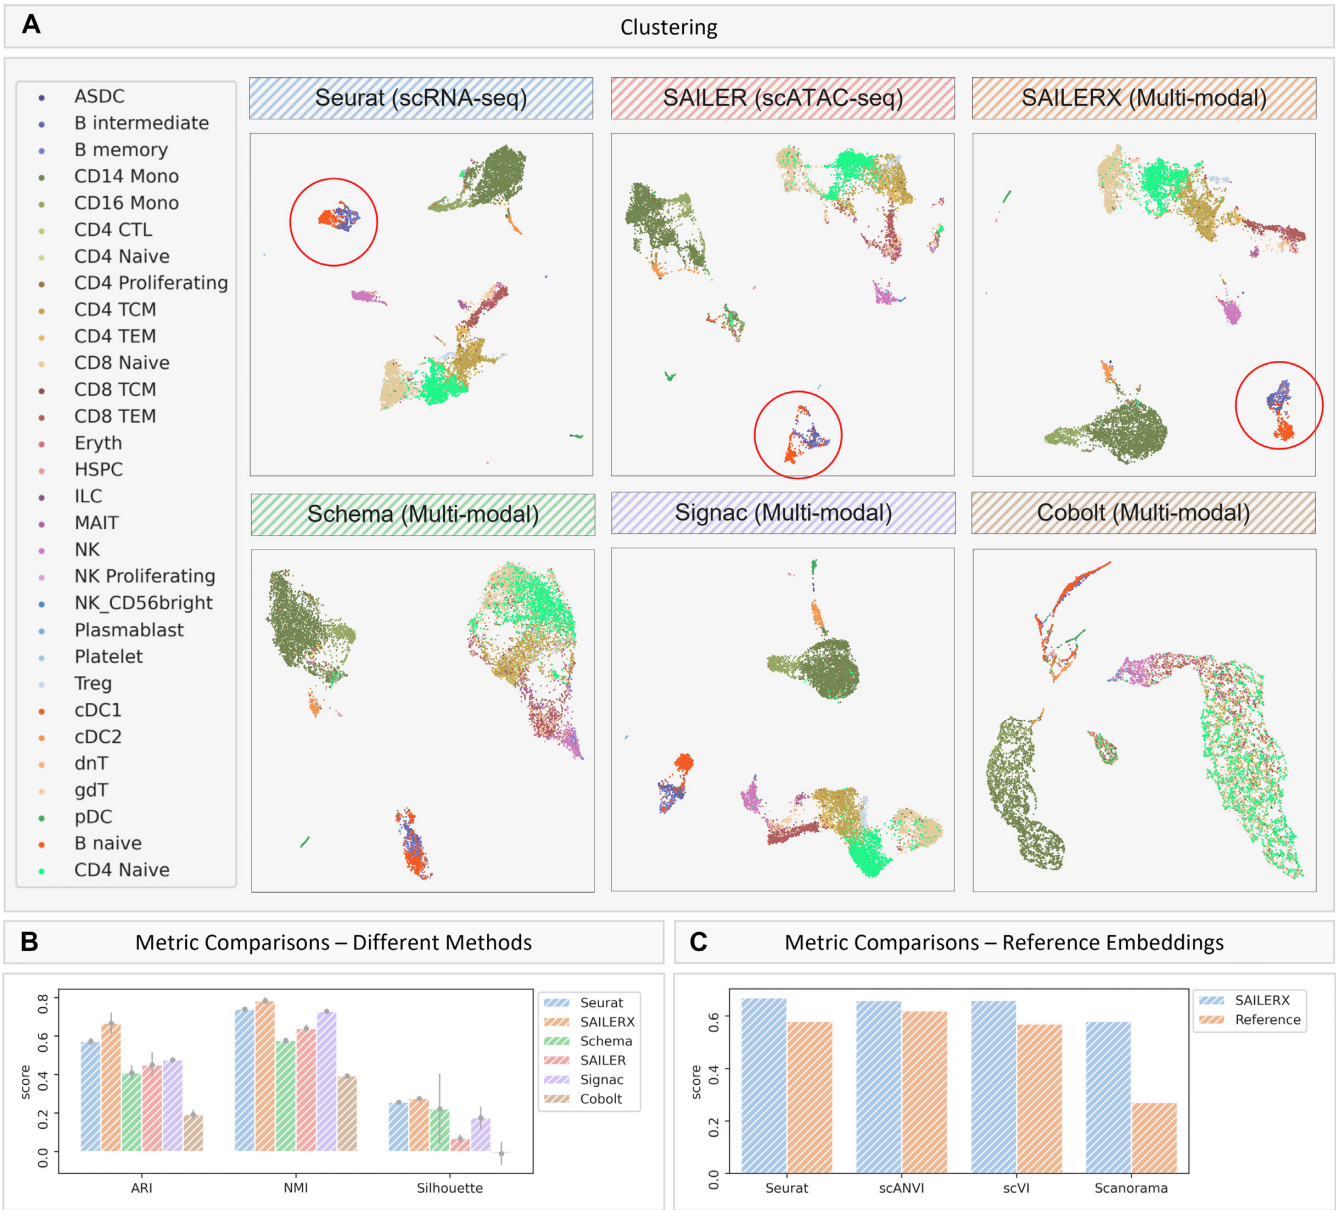 A
Clustering
ASDC
B intermediate
B memory
CD14 Mono
CD16 Mono
CD4 CTL
CD4 Naive
CD4 Proliferating
CD4 TCM
CD4 TEM
CD8 Naive
CD8 TCM
CD8 TEM
Eryth
HSPC
ILC
MAIT
NK
NK Proliferating
NK_CD56bright
Plasmablast
Platelet
Treg
cDC1
cDC2
dnT
gdT
pDC
B naive
CD4 Naive
Seurat (scRNA-seq)
SAILER (scATAC-seq)
SAILERX (Multi-modal)
Schema (Multi-modal)
Signac (Multi-modal)
Cobolt (Multi-modal)
B
Metric Comparisons – Different Methods
score
0.8
0.6
0.4
0.2
0.0
ARI
NMI
Silhouette
Seurat
SAILERX
Schema
SAILER
Signac
Cobolt
C
Metric Comparisons – Reference Embeddings
score
0.6
0.4
0.2
0.0
Seurat
scANVI
scVI
Scanorama
SAILERX
Reference